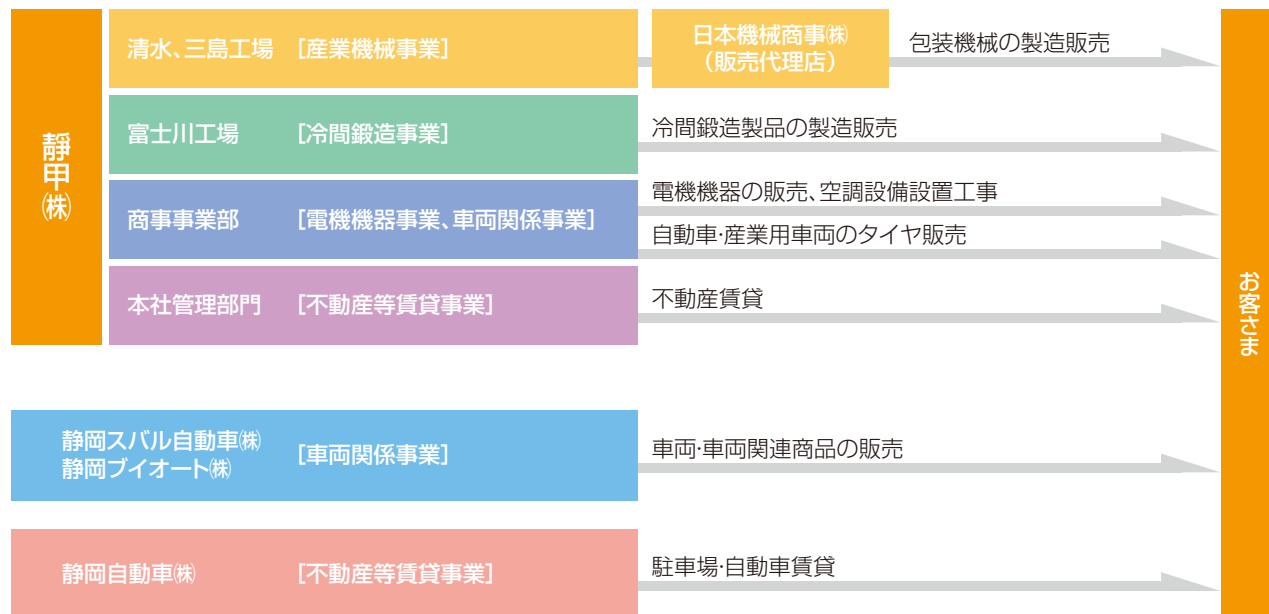 靜甲㈱
清水、三島工場 [産業機械事業]
日本機械商事㈱
（販売代理店）
包装機械の製造販売
富士川工場 [冷間鍛造事業]
冷間鍛造製品の製造販売
商事事業部 [電機機器事業、車両関係事業]
電機機器の販売、空調設備設置工事
自動車・産業用車両のタイヤ販売
本社管理部門 [不動産等賃貸事業]
不動産賃貸
静岡スバル自動車㈱
静岡ブイオート㈱
[車両関係事業]
車両・車両関連商品の販売
静岡自動車㈱ [不動産等賃貸事業]
駐車場・自動車賃貸
お客さま